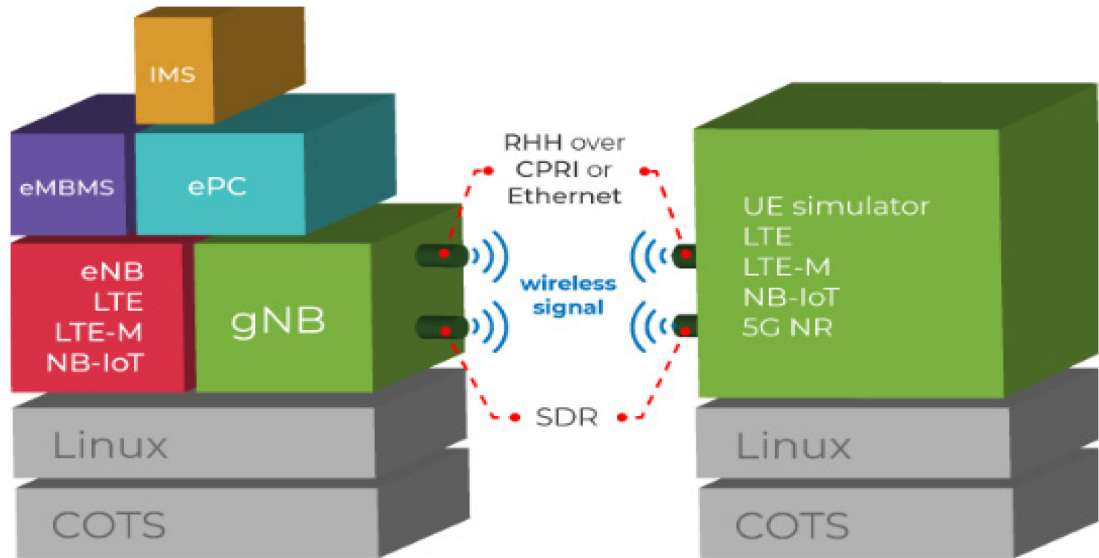 IMS
eMBMS
ePC
eNB
LTE
LTE-M
NB-IoT
gNB
Linux
COTS
RHH over
CPRI or
Ethernet
wireless
signal
SDR
UE simulator
LTE
LTE-M
NB-IoT
5G NR
Linux
COTS